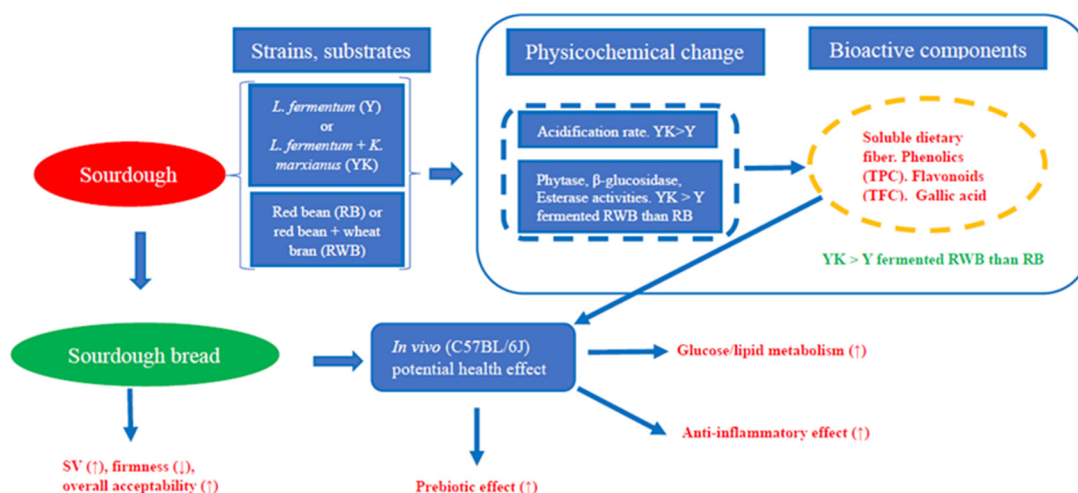 Strains, substrates
Physicochemical change
Bioactive components
L. fermentum (Y)
or
L. fermentum + K.
marxianus (YK)
Red bean (RB) or
red bean + wheat
bran (RWB)
Sourdough
Acidification rate. YK>Y
Phytase, β-glucosidase,
Esterase activities. YK > Y
fermented RWB than RB
Soluble dietary
fiber. Phenolics
(TPC). Flavonoids
(TFC). Gallic acid
YK > Y fermented RWB than RB
Sourdough bread
In vivo (C57BL/6J)
potential health effect
Glucose/lipid metabolism (↑)
Anti-inflammatory effect (↑)
Prebiotic effect (↑)
SV (↑), firmness (↓),
overall acceptability (↑)